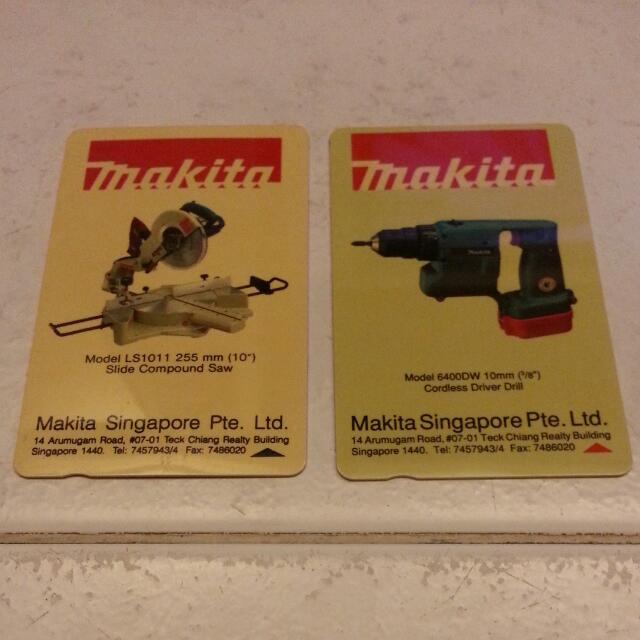 makita
Model LS1011 255 mm (10")
Slide Compound Saw
Makita Singapore Pte. Ltd.
14 Arumugam Road, #07-01 Teck Chiang Realty Building
Singapore 1440. Tel: 7457943/4 Fax: 7486020
makita
makita
Model 6400DW 10mm (3/8")
Cordless Driver Drill
Makita Singapore Pte. Ltd.
14 Arumugam Road, #07-01 Teck Chiang Realty Building
Singapore 1440. Tel: 7457943/4 Fax: 7486020